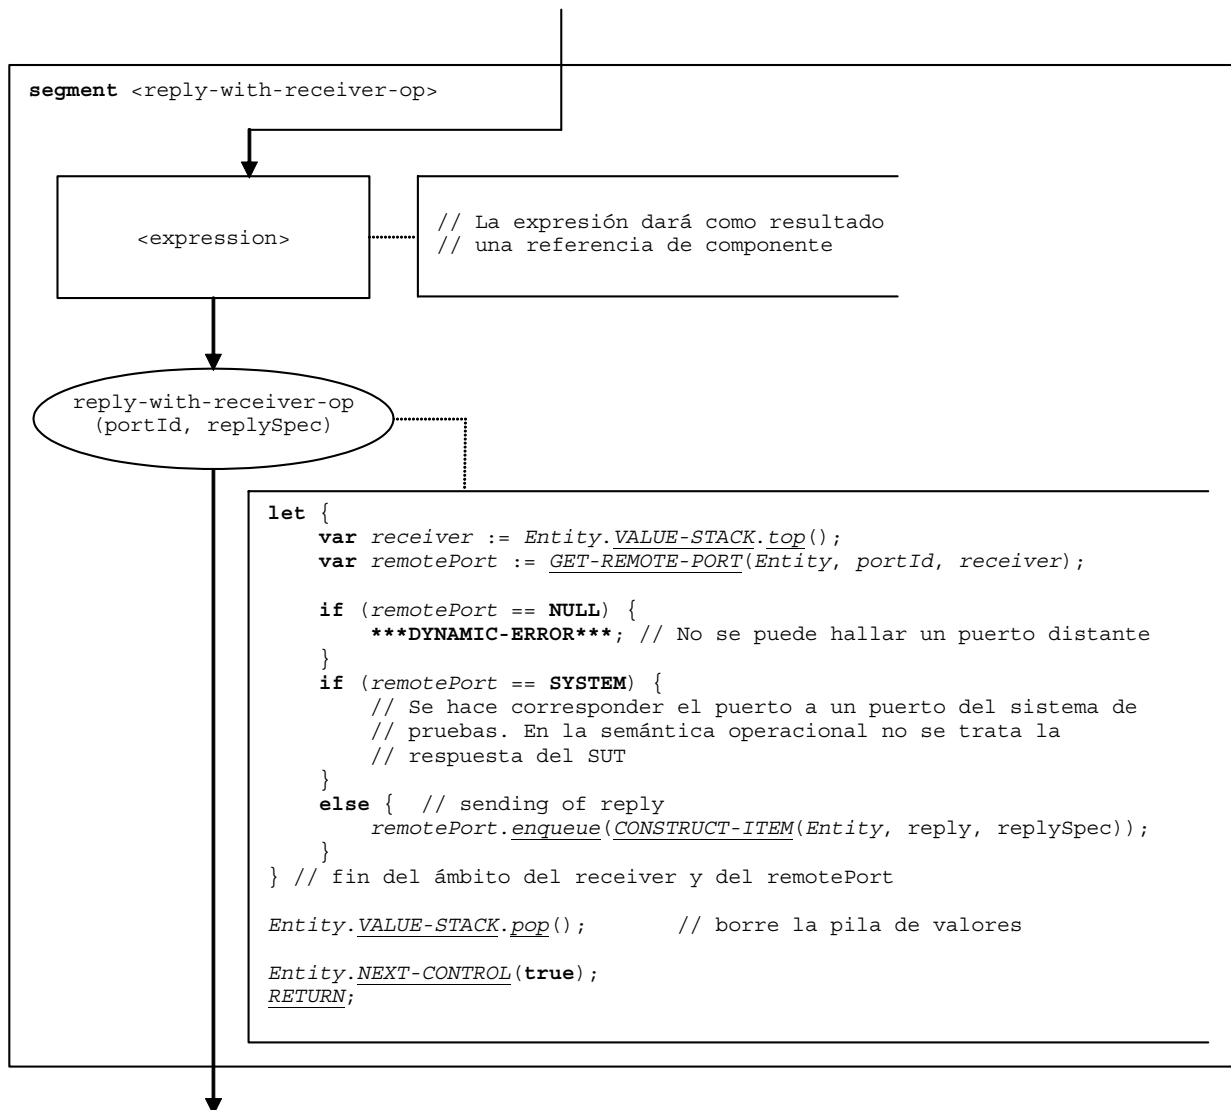 segment <reply-with-receiver-op>
<expression>
// La expresión dará como resultado
// una referencia de componente
reply-with-receiver-op
(portId, replySpec)
let {
    var receiver := Entity.VALUE-STACK.top();
    var remotePort := GET-REMOTE-PORT(Entity, portId, receiver);
    if (remotePort == NULL) {
        ***DYNAMIC-ERROR***; // No se puede hallar un puerto distante
    }
    if (remotePort == SYSTEM) {
        // Se hace corresponder el puerto a un puerto del sistema de
        // pruebas. En la semántica operacional no se trata la
        // respuesta del SUT
    }
    else {  // sending of reply
        remotePort.enqueue(CONSTRUCT-ITEM(Entity, reply, replySpec));
    }
} // fin del ámbito del receiver y del remotePort
Entity.VALUE-STACK.pop();       // borre la pila de valores
Entity.NEXT-CONTROL(true);
RETURN;